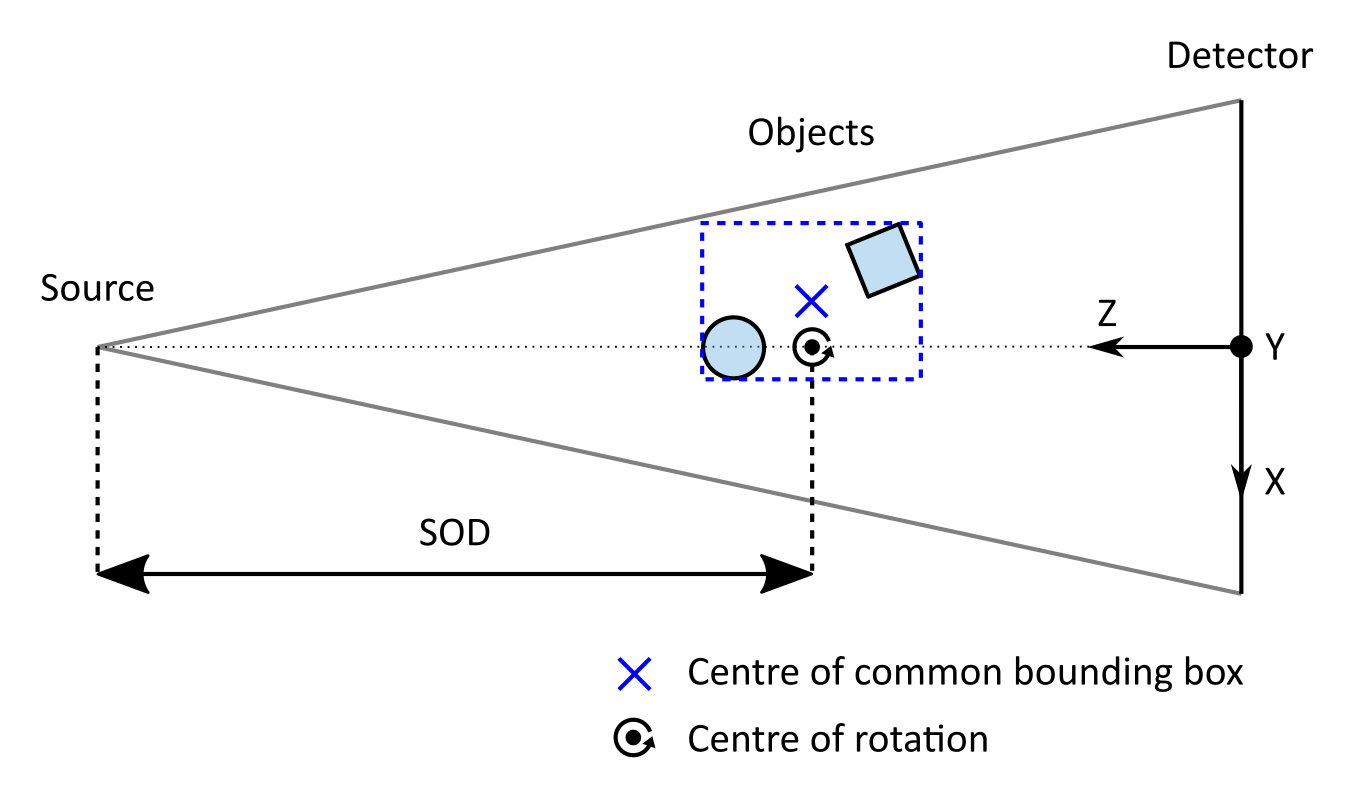 Detector
Objects
Source
Z
Y
X
SOD
Centre of common bounding box
Centre of rotation